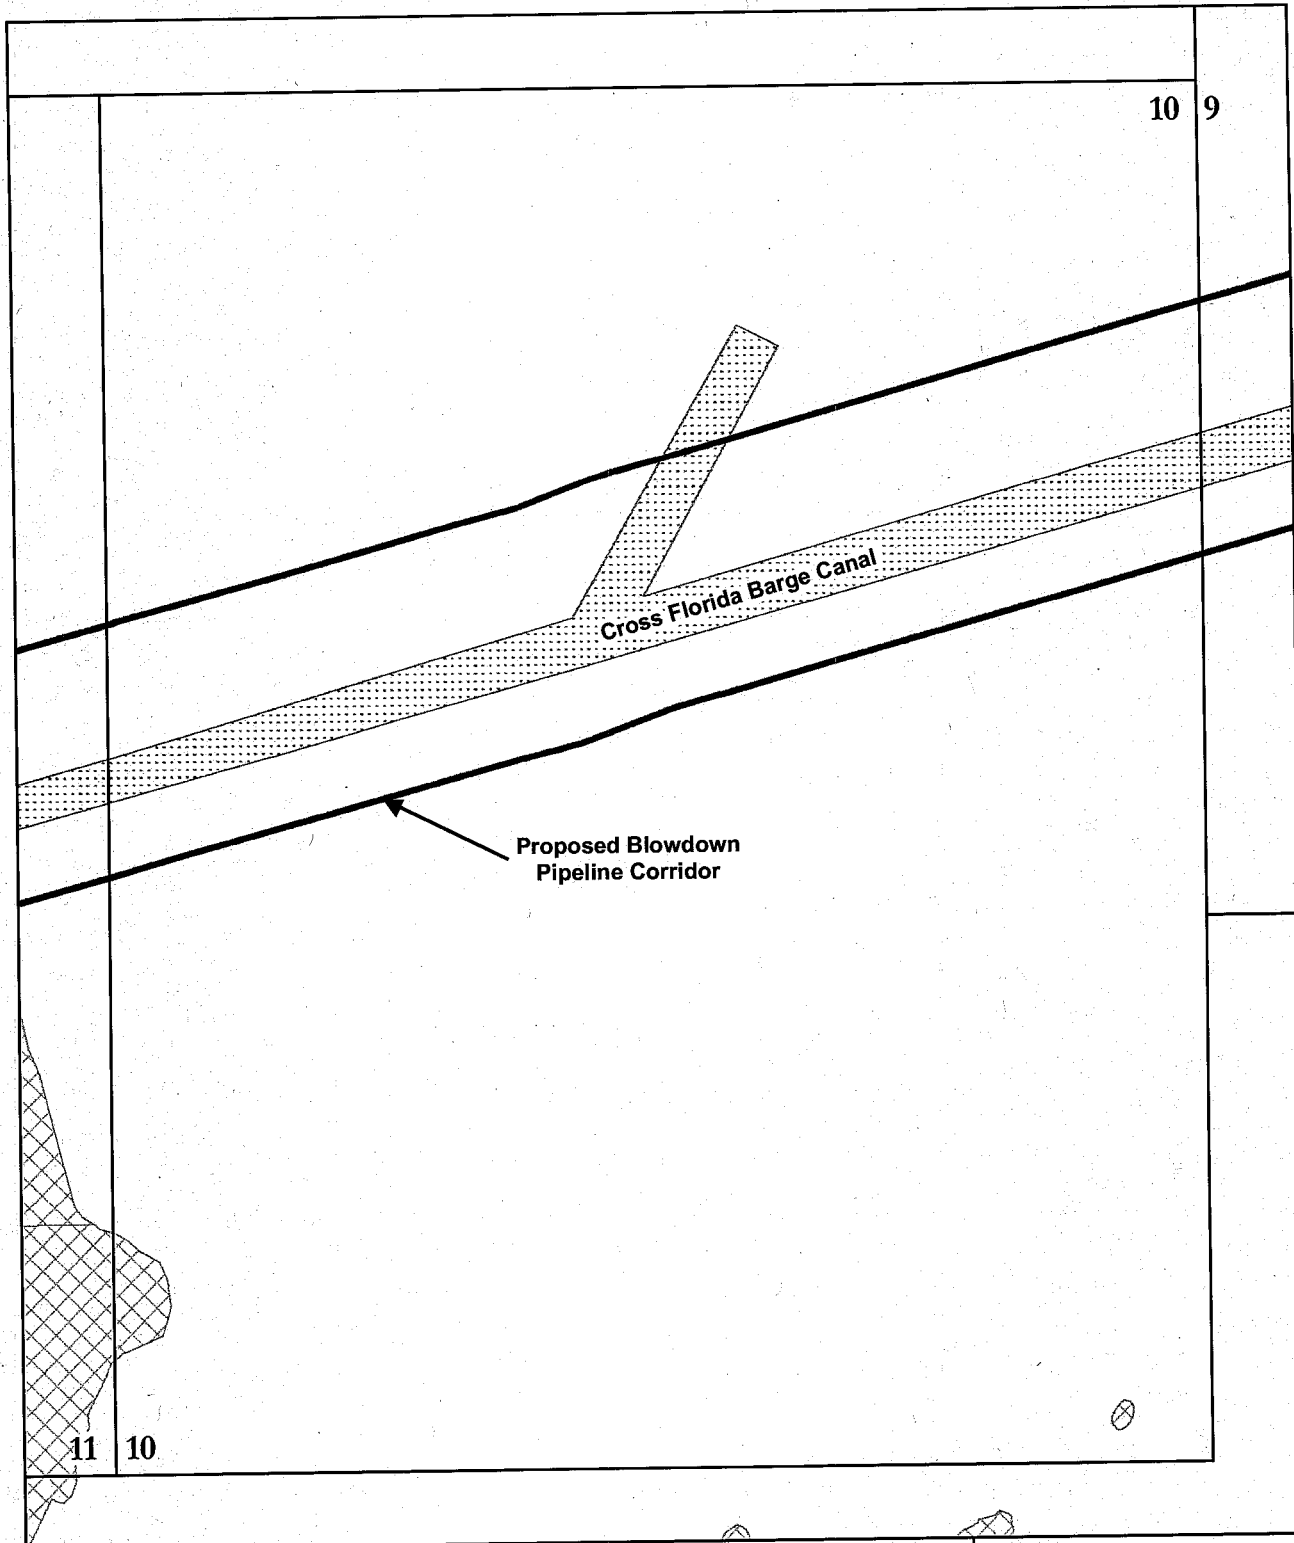 10 9
Cross Florida Barge Canal
Proposed Blowdown
Pipeline Corridor
11 10